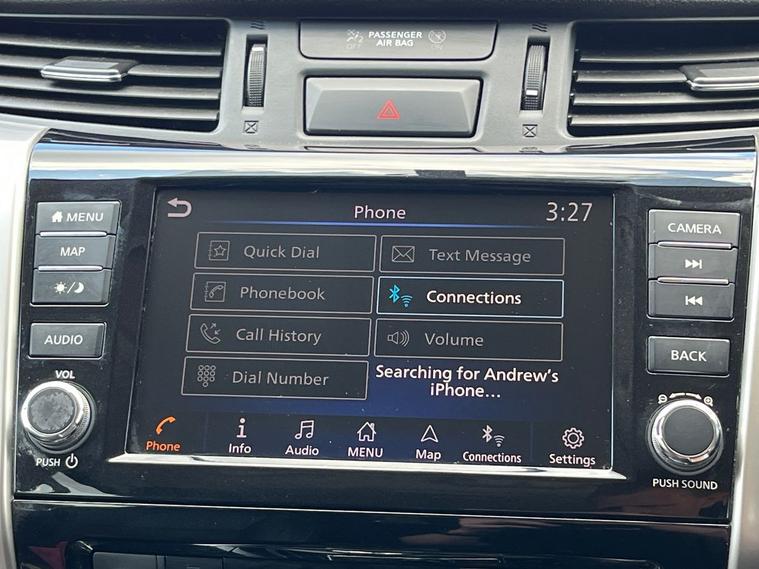 OFF
PASSENGER
AIR BAG
ON
MENU
MAP
AUDIO
VOL
PUSH
Phone
3:27
Quick Dial
Text Message
Phonebook
Connections
Call History
Volume
Dial Number
Searching for Andrew's
iPhone...
Phone
Info
Audio
MENU
Map
Connections
Settings
CAMERA
BACK
PUSH SOUND